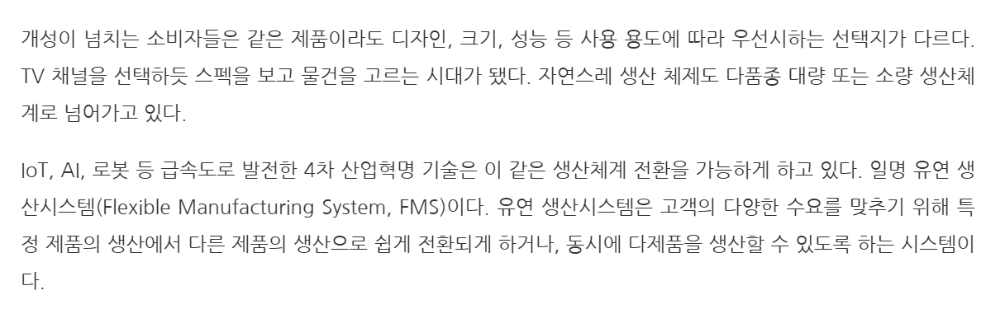 개성이 넘치는 소비자들은 같은 제품이라도 디자인, 크기, 성능 등 사용 용도에 따라 우선시하는 선택지가 다르다.
TV 채널을 선택하듯 스펙을 보고 물건을 고르는 시대가 됐다. 자연스레 생산 체제도 다품종 대량 또는 소량 생산체
계로 넘어가고 있다.
IoT, AI, 로봇 등 급속도로 발전한 4차 산업혁명 기술은 이 같은 생산체계 전환을 가능하게 하고 있다. 일명 유연 생
산시스템(Flexible Manufacturing System, FMS)이다. 유연 생산시스템은 고객의 다양한 수요를 맞추기 위해 특
정 제품의 생산에서 다른 제품의 생산으로 쉽게 전환되게 하거나, 동시에 다제품을 생산할 수 있도록 하는 시스템이
다.